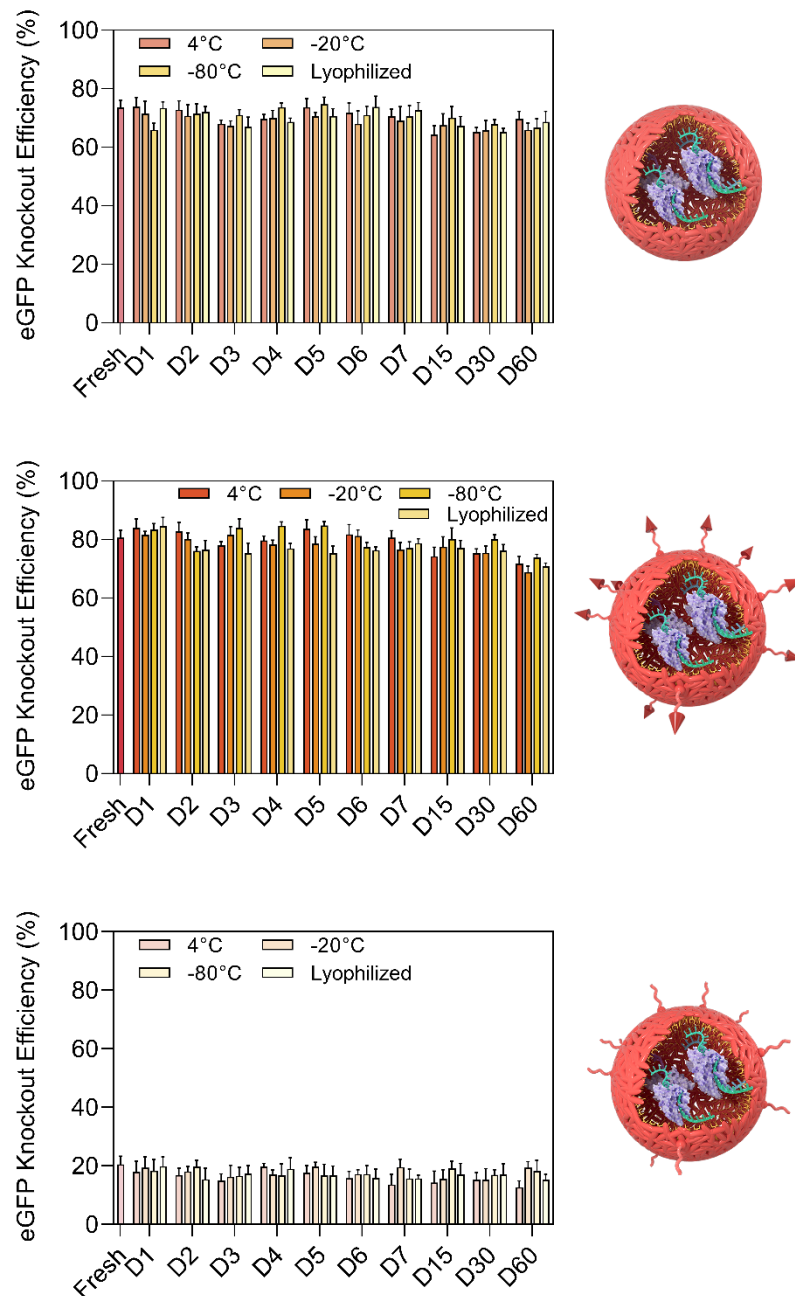 eGFP Knockout Efficiency (%)
100
80
60
40
20
0
4°C
-20°C
-80°C
Lyophilized
Fresh
D1
D2
D3
D4
D5
D6
D7
D15
D30
D60
eGFP Knockout Efficiency (%)
100
80
60
40
20
0
4°C
-20°C
-80°C
Lyophilized
Fresh
D1
D2
D3
D4
D5
D6
D7
D15
D30
D60
eGFP Knockout Efficiency (%)
100
80
60
40
20
0
4°C
-20°C
-80°C
Lyophilized
Fresh
D1
D2
D3
D4
D5
D6
D7
D15
D30
D60